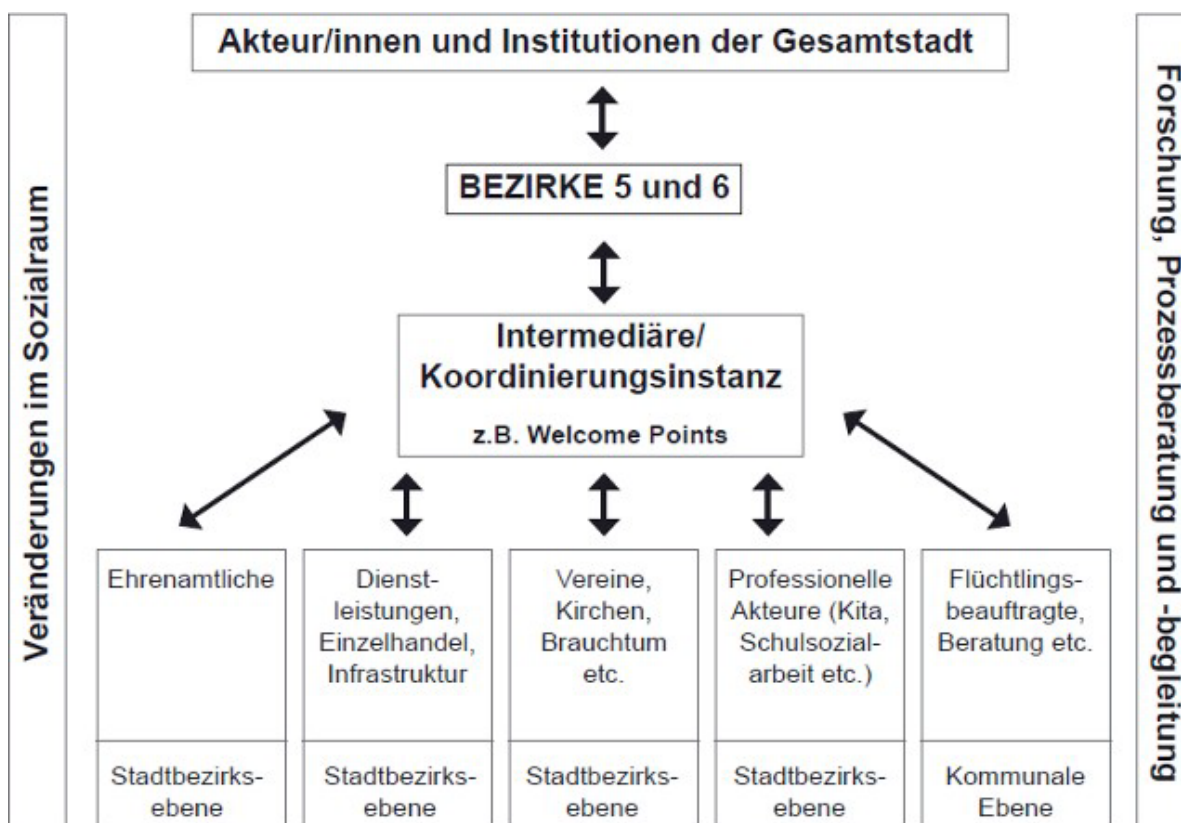 Akteur/innen und Institutionen der Gesamtstadt
BEZIRKE 5 und 6
Intermediäre/
Koordinierungsinstanz
z.B. Welcome Points
Ehrenamtliche
Stadtbezirks-
ebene
Dienst-
leistungen,
Einzelhandel,
Infrastruktur
Stadtbezirks-
ebene
Vereine,
Kirchen,
Brauchtum
etc.
Stadtbezirks-
ebene
Professionelle
Akteure (Kita,
Schulsozial-
arbeit etc.)
Stadtbezirks-
ebene
Flüchtlings-
beauftragte,
Beratung etc.
Kommunale
Ebene
Veränderungen im Sozialraum
Forschung, Prozessberatung und -begleitung